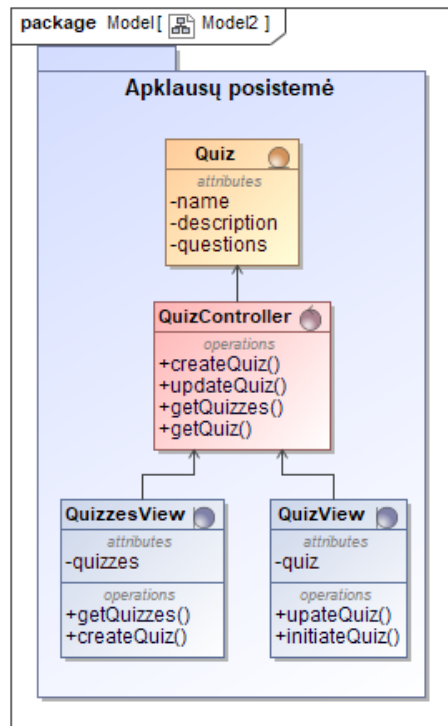 package Model[ Model2 ]
Apklausų posistemė
Quiz
attributes
-name
-description
-questions
QuizController
operations
+createQuiz()
+updateQuiz()
+getQuizzes()
+getQuiz()
QuizzesView
attributes
-quizzes
operations
+getQuizzes()
+createQuiz()
QuizView
attributes
-quiz
operations
+upateQuiz()
+initiateQuiz()